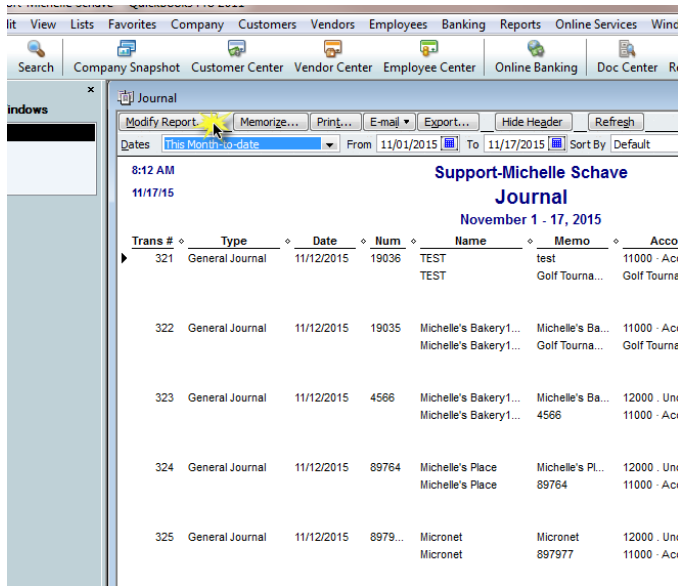 it View Lists Favorites Company Customers Vendors Employees Banking Reports Online Services Wind
Search Company Snapshot Customer Center Vendor Center Employee Center Online Banking Doc Center Re
indows
Journal
Modify Report... Memorize... Print... E-mail Export... Hide Header Refresh
Dates This Month-to-date From 11/01/2015 To 11/17/2015 Sort By Default
8:12 AM Support-Michelle Schave
11/17/15 Journal
November 1 - 17, 2015
Trans # Type Date Num Name Memo Acco
321 General Journal 11/12/2015 19036 TEST test 11000 · Acc
TEST Golf Tourna... Golf Tourna
322 General Journal 11/12/2015 19035 Michelle's Bakery1... Michelle's Ba... 11000 · Acc
Michelle's Bakery1... Golf Tourna... Golf Tourna
323 General Journal 11/12/2015 4566 Michelle's Bakery1... Michelle's Ba... 12000 . Und
Michelle's Bakery1... 4566 11000 · Acc
324 General Journal 11/12/2015 89764 Michelle's Place Michelle's Pl... 12000 . Und
Michelle's Place 89764 11000 · Acc
325 General Journal 11/12/2015 8979... Micronet Micronet 12000 . Und
Micronet 897977 11000 · Acc